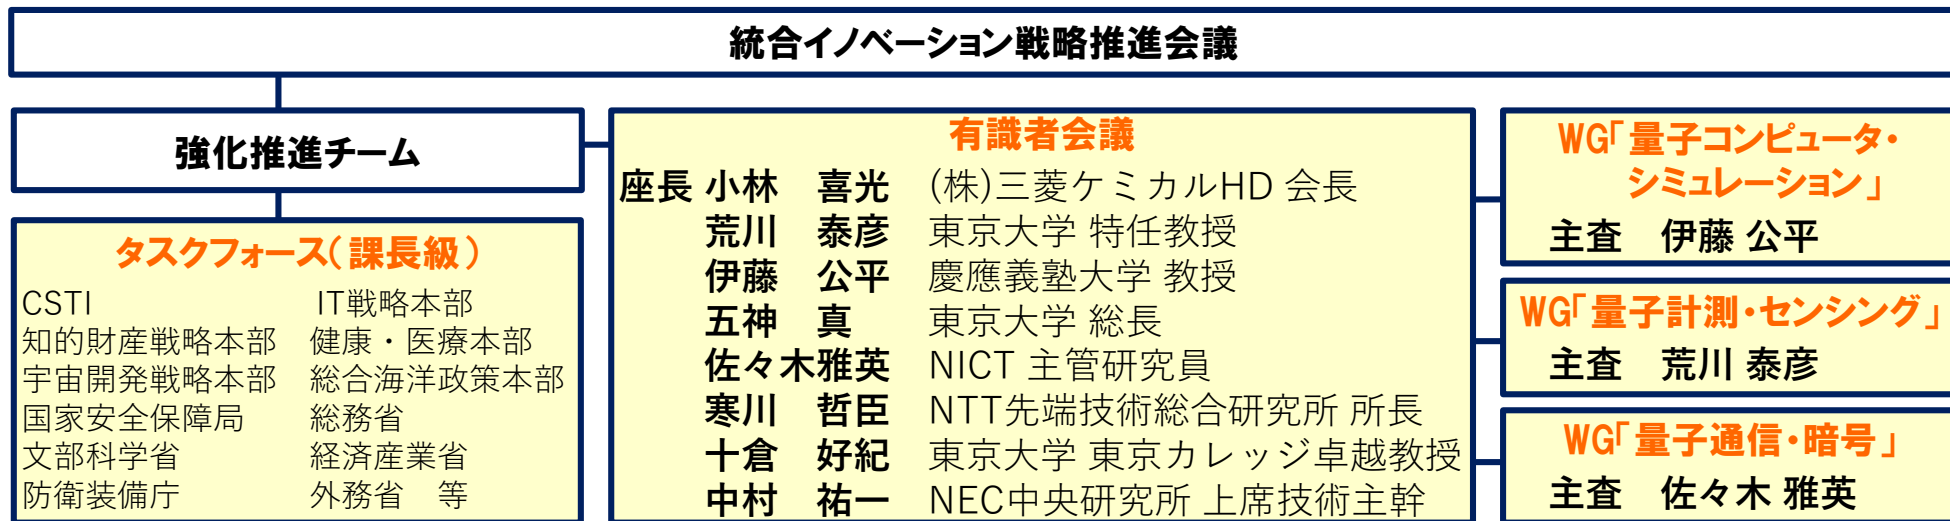 統合イノベーション戦略推進会議
強化推進チーム
タスクフォース(課長級)
CSTI　IT戦略本部
知的財産戦略本部　健康・医療本部
宇宙開発戦略本部　総合海洋政策本部
国家安全保障局　総務省
文部科学省　経済産業省
防衛装備庁　外務省　等
有識者会議
座長 小林　喜光　(株)三菱ケミカルHD 会長
荒川　泰彦　東京大学 特任教授
伊藤　公平　慶應義塾大学 教授
五神　真　東京大学 総長
佐々木雅英　NICT 主管研究員
寒川　哲臣　NTT先端技術総合研究所 所長
十倉　好紀　東京大学 東京カレッジ卓越教授
中村　祐一　NEC中央研究所 上席技術主幹
WG「量子コンピュータ・
シミュレーション」
主査　伊藤 公平
WG「量子計測・センシング」
主査　荒川 泰彦
WG「量子通信・暗号」
主査　佐々木 雅英